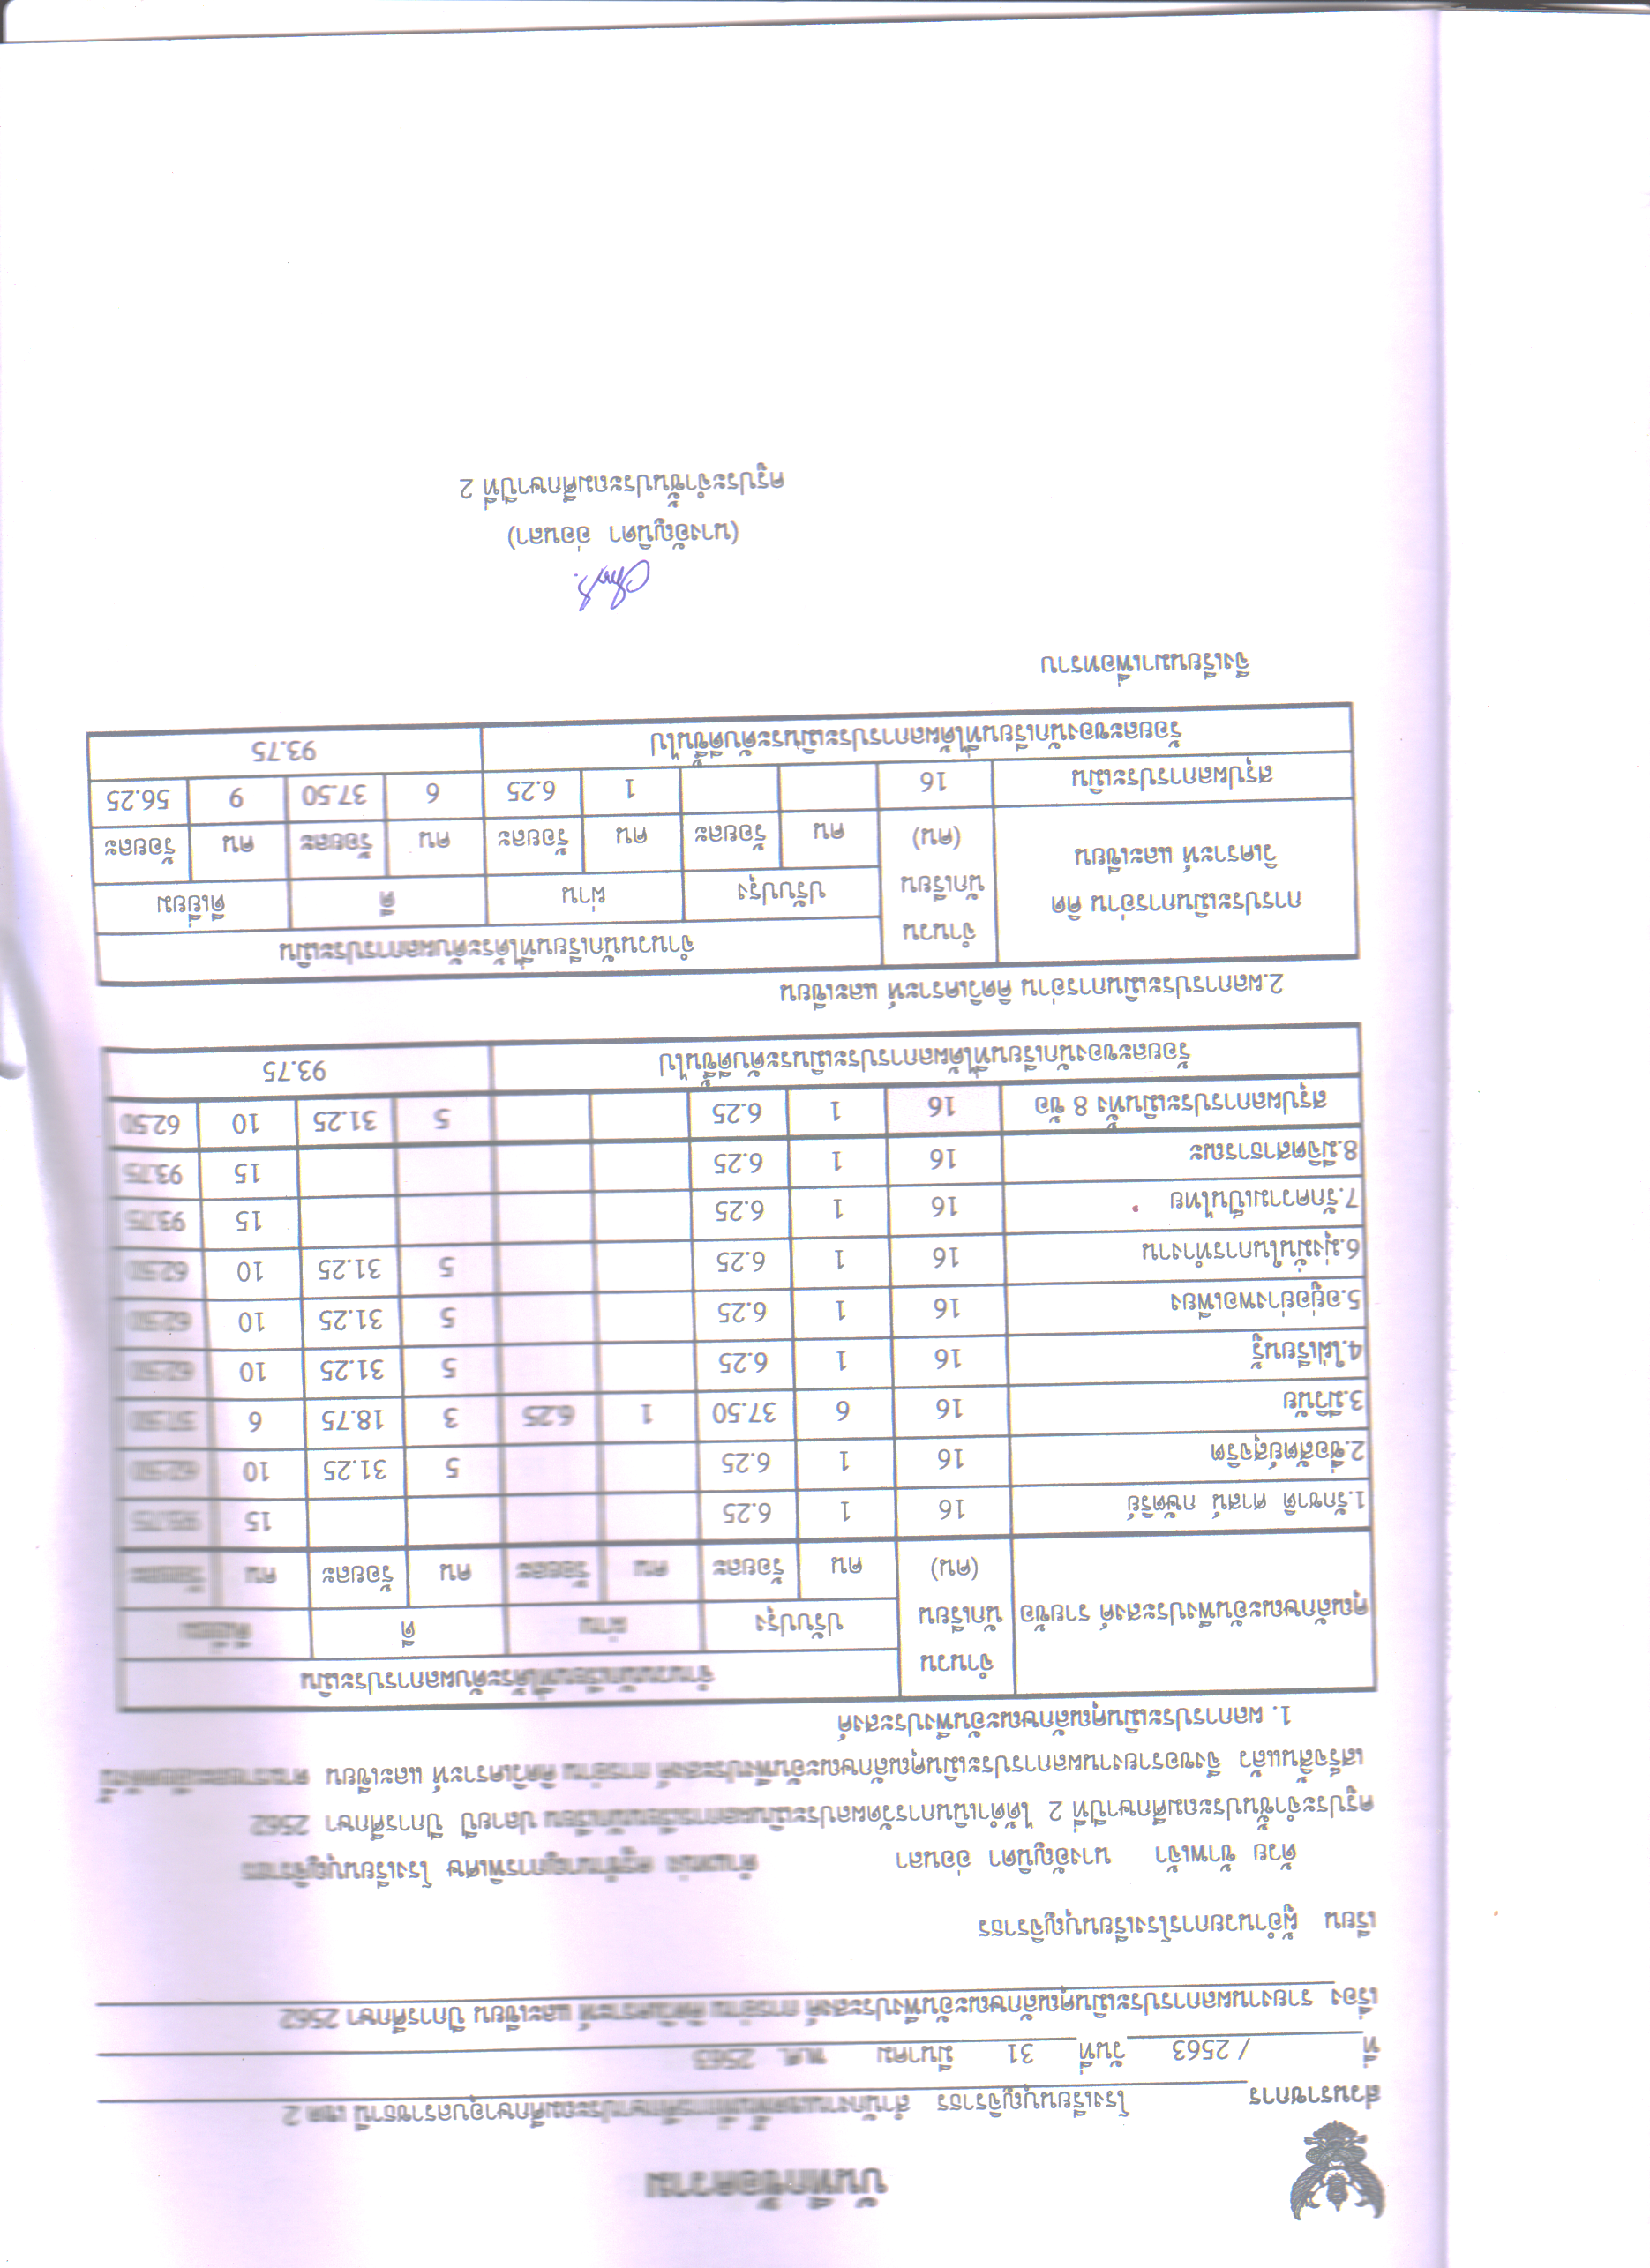 บันทึกข้อความ
ส่วนราชการ โรงเรียนบุญจิราธร สำนักงานเขตพื้นที่การศึกษาประถมศึกษาอุบลราชธานี เขต 2
ที่ / 2563 วันที่ 31 มีนาคม พ.ศ. 2563
เรื่อง รายงานผลการประเมินคุณลักษณะอันพึงประสงค์ การอ่าน คิดวิเคราะห์ และเขียน ปีการศึกษา 2562
เรียน ผู้อำนวยการโรงเรียนบุญจิราธร
ด้วย ข้าพเจ้า นางอัญนิดา อ่อนลา ตำแหน่ง ครูชำนาญการพิเศษ โรงเรียนบุญจิราธร
ครูประจำชั้นประถมศึกษาปีที่ 2 ได้ดำเนินการวัดผลประเมินผลการเรียนนักเรียน ปลายปี ปีการศึกษา 2562
เสร็จสิ้นแล้ว จึงขอรายงานผลการประเมินคุณลักษณะอันพึงประสงค์ การอ่าน คิดวิเคราะห์ และเขียน ตามรายละเอียดดังนี้
1. ผลการประเมินคุณลักษณะอันพึงประสงค์
คุณลักษณะอันพึงประสงค์ รายข้อ จำนวน นักเรียน (คน) จำนวนนักเรียนที่ได้ระดับผลการประเมิน
ปรับปรุง ผ่าน ดี ดีเยี่ยม
คน ร้อยละ คน ร้อยละ คน ร้อยละ คน ร้อยละ
1.รักชาติ ศาสน์ กษัตริย์ 16 1 6.25 15 93.75
2.ซื่อสัตย์สุจริต 16 1 6.25 5 31.25 10 62.50
3.มีวินัย 16 6 37.50 1 6.25 3 18.75 6 37.50
4.ใฝ่เรียนรู้ 16 1 6.25 5 31.25 10 62.50
5.อยู่อย่างพอเพียง 16 1 6.25 5 31.25 10 62.50
6.มุ่งมั่นในการทำงาน 16 1 6.25 5 31.25 10 62.50
7.รักความเป็นไทย 16 1 6.25 15 93.75
8.มีจิตสาธารณะ 16 1 6.25 15 93.75
สรุปผลการประเมินทั้ง 8 ข้อ 16 1 6.25 5 31.25 10 62.50
ร้อยละของนักเรียนที่ได้ผลการประเมินระดับดีขึ้นไป 93.75
2.ผลการประเมินการอ่าน คิดวิเคราะห์ และเขียน
การประเมินการอ่าน คิด วิเคราะห์ และเขียน จำนวน นักเรียน (คน) จำนวนนักเรียนที่ได้ระดับผลการประเมิน
ปรับปรุง ผ่าน ดี ดีเยี่ยม
คน ร้อยละ คน ร้อยละ คน ร้อยละ คน ร้อยละ
สรุปผลการประเมิน 16 1 6.25 6 37.50 9 56.25
ร้อยละของนักเรียนที่ได้ผลการประเมินระดับดีขึ้นไป 93.75
จึงเรียนมาเพื่อทราบ
(นางอัญนิดา อ่อนลา)
ครูประจำชั้นประถมศึกษาปีที่ 2